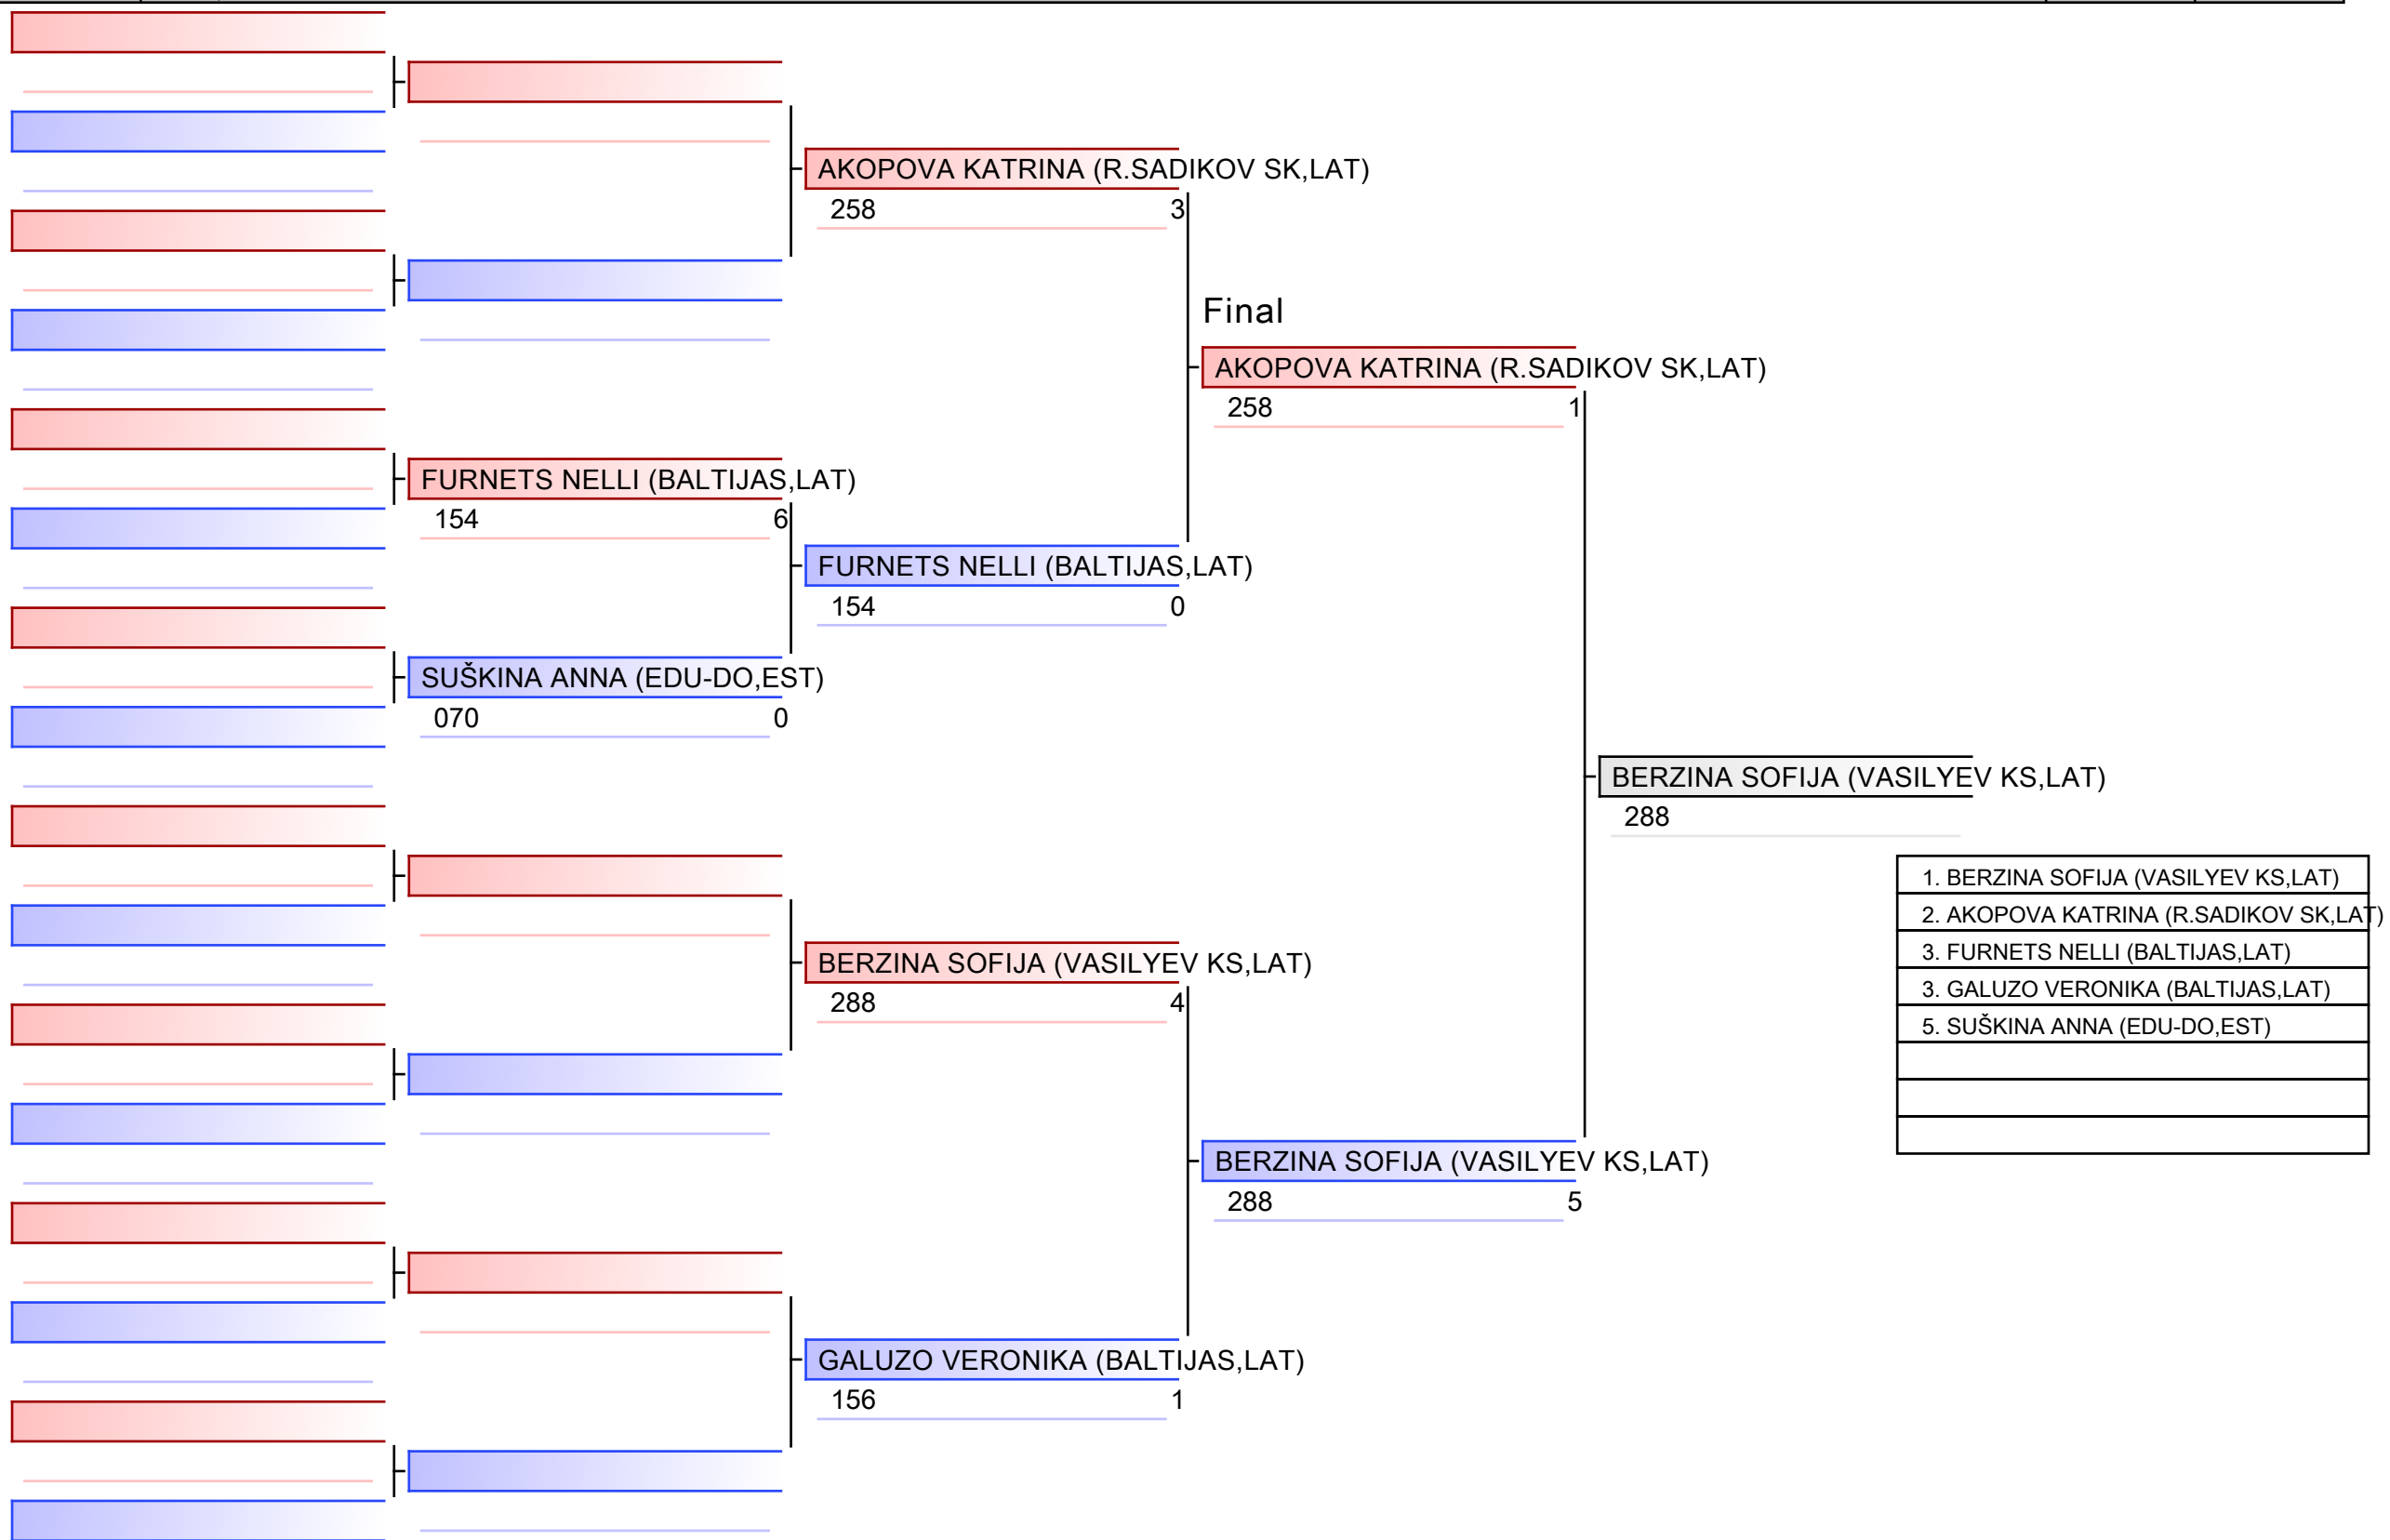 AKOPOVA KATRINA (R.SADIKOV SK,LAT)
258 3
Final
AKOPOVA KATRINA (R.SADIKOV SK,LAT)
258 1
FURNETS NELLI (BALTIJAS,LAT)
154 6
FURNETS NELLI (BALTIJAS,LAT)
154 0
SUŠKINA ANNA (EDU-DO,EST)
070 0
BERZINA SOFIJA (VASILYEV KS,LAT)
288
1. BERZINA SOFIJA (VASILYEV KS,LAT)
2. AKOPOVA KATRINA (R.SADIKOV SK,LAT)
3. FURNETS NELLI (BALTIJAS,LAT)
3. GALUZO VERONIKA (BALTIJAS,LAT)
5. SUŠKINA ANNA (EDU-DO,EST)
BERZINA SOFIJA (VASILYEV KS,LAT)
288 4
BERZINA SOFIJA (VASILYEV KS,LAT)
288 5
GALUZO VERONIKA (BALTIJAS,LAT)
156 1